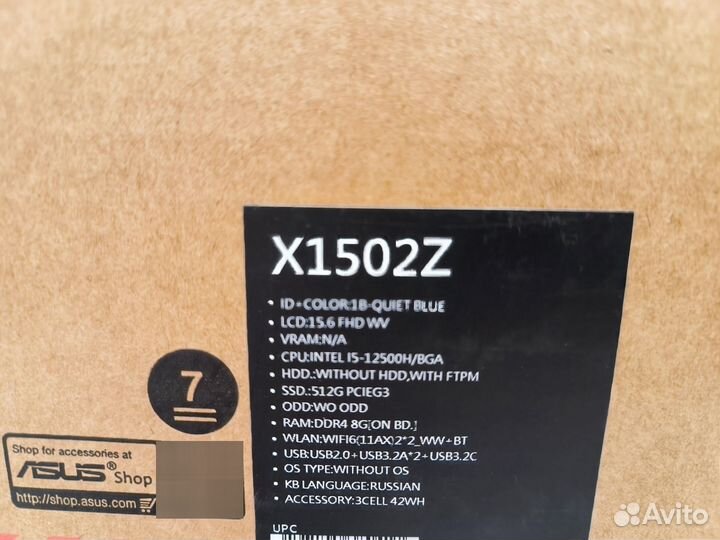 X1502Z
• ID+COLOR:1B-QUIET BLUE
• LCD:15.6 FHD WV
• VRAM:N/A
• CPU:INTEL I5-12500H/BGA
• HDD.:WITHOUT HDD,WITH FTPM
• SSD.:512G PCIEG3
• ODD:WO ODD
• RAM:DDR4 8G[ON BD.]
• WLAN:WIFI6(11AX)2*2_WW+BT
• USB:USB2.0+USB3.2A*2+USB3.2C
• OS TYPE:WITHOUT OS
• KB LANGUAGE:RUSSIAN
• ACCESSORY:3CELL 42WH
UPC
7
Shop for accessories at
ASUS® Shop
http://shop.asus.com
Avito